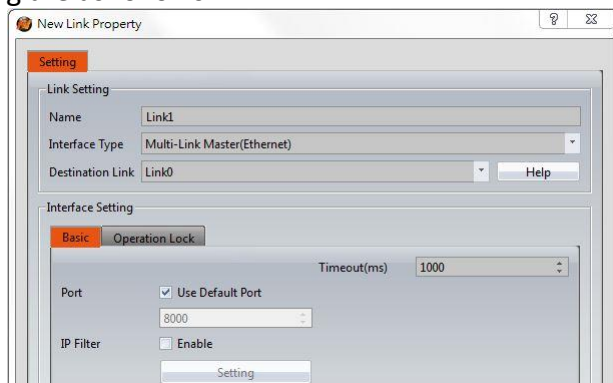 New Link Property
Setting
Link Setting
Name Link1
Interface Type Multi-Link Master(Ethernet)
Destination Link Link0 Help
Interface Setting
Basic Operation Lock
Timeout(ms) 1000
Port Use Default Port
8000
IP Filter Enable
Setting